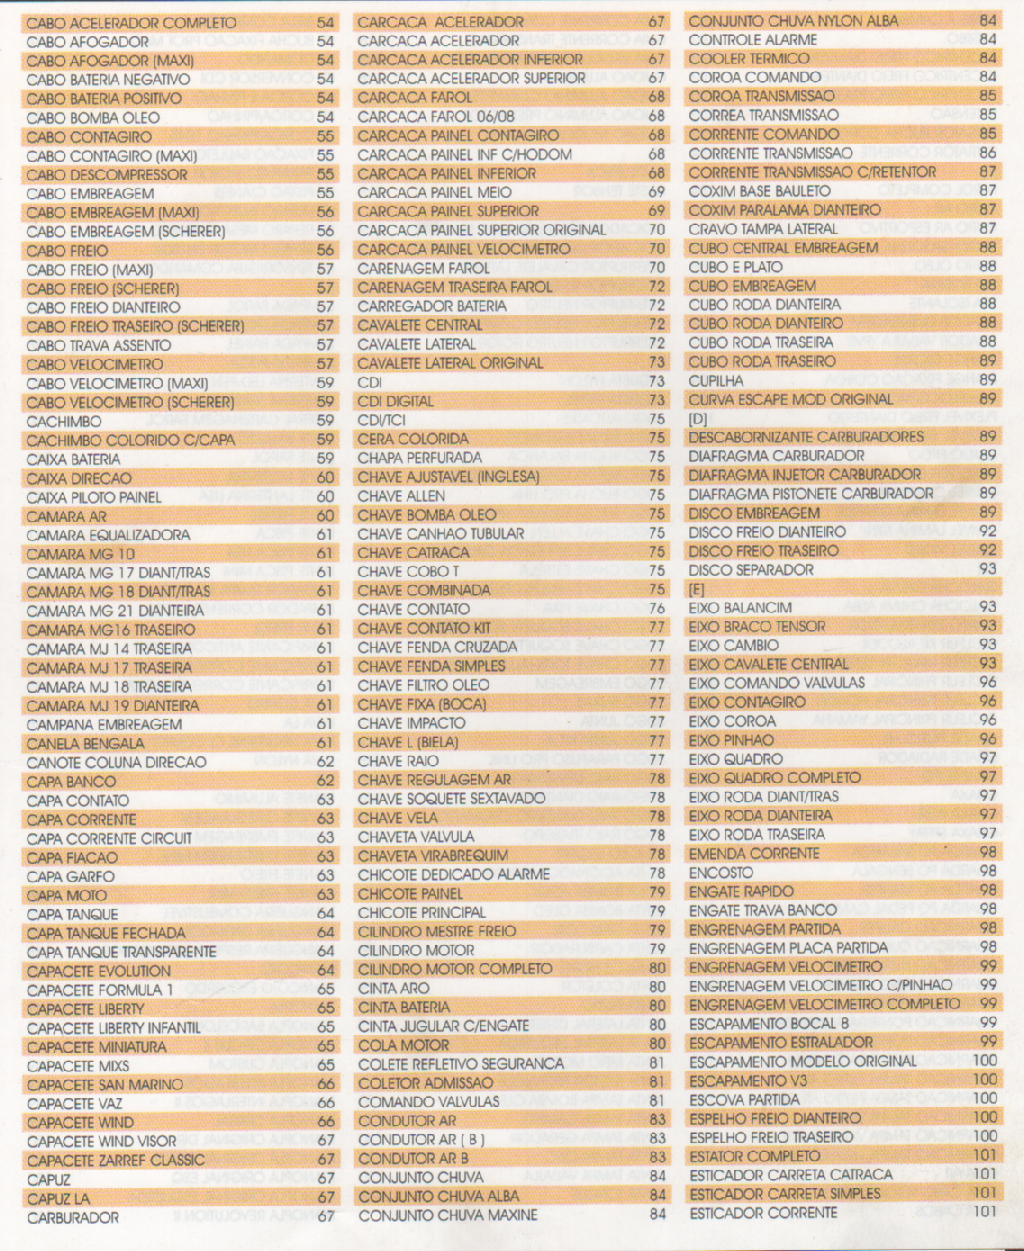 CABO ACELERADOR COMPLETO 54
CABO AFOGADOR 54
CABO AFOGADOR (MAXI) 54
CABO BATERIA NEGATIVO 54
CABO BATERIA POSITIVO 54
CABO BOMBA OLEO 54
CABO CONTAGIRO 55
CABO CONTAGIRO (MAXI) 55
CABO DESCOMPRESSOR 55
CABO EMBREAGEM 55
CABO EMBREAGEM (MAXI) 56
CABO EMBREAGEM (SCHERER) 56
CABO FREIO 56
CABO FREIO (MAXI) 57
CABO FREIO (SCHERER) 57
CABO FREIO DIANTEIRO 57
CABO FREIO TRASEIRO (SCHERER) 57
CABO TRAVA ASSENTO 57
CABO VELOCIMETRO 57
CABO VELOCIMETRO (MAXI) 59
CABO VELOCIMETRO (SCHERER) 59
CACHIMBO 59
CACHIMBO COLORIDO C/CAPA 59
CAIXA BATERIA 59
CAIXA DIRECAO 60
CAIXA PILOTO PAINEL 60
CAMARA AR 60
CAMARA EQUALIZADORA 61
CAMARA MG 10 61
CAMARA MG 17 DIANT/TRAS 61
CAMARA MG 18 DIANT/TRAS 61
CAMARA MG 21 DIANTEIRA 61
CAMARA MG16 TRASEIRO 61
CAMARA MJ 14 TRASEIRA 61
CAMARA MJ 17 TRASEIRA 61
CAMARA MJ 18 TRASEIRA 61
CAMARA MJ 19 DIANTEIRA 61
CAMPANA EMBREAGEM 61
CANELA BENGALA 61
CANOTE COLUNA DIRECAO 62
CAPA BANCO 62
CAPA CONTATO 63
CAPA CORRENTE 63
CAPA CORRENTE CIRCUIT 63
CAPA FIACAO 63
CAPA GARFO 63
CAPA MOTO 63
CAPA TANQUE 64
CAPA TANQUE FECHADA 64
CAPA TANQUE TRANSPARENTE 64
CAPACETE EVOLUTION 64
CAPACETE FORMULA 1 65
CAPACETE LIBERTY 65
CAPACETE LIBERTY INFANTIL 65
CAPACETE MINIATURA 65
CAPACETE MIXS 65
CAPACETE SAN MARINO 66
CAPACETE VAZ 66
CAPACETE WIND 66
CAPACETE WIND VISOR 67
CAPACETE ZARREF CLASSIC 67
CAPUZ 67
CAPUZ LA 67
CARBURADOR 67
CARCACA ACELERADOR 67
CARCACA ACELERADOR 67
CARCACA ACELERADOR INFERIOR 67
CARCACA ACELERADOR SUPERIOR 67
CARCACA FAROL 68
CARCACA FAROL 06/08 68
CARCACA PAINEL CONTAGIRO 68
CARCACA PAINEL INF C/HODOM 68
CARCACA PAINEL INFERIOR 68
CARCACA PAINEL MEIO 69
CARCACA PAINEL SUPERIOR 69
CARCACA PAINEL SUPERIOR ORIGINAL 70
CARCACA PAINEL VELOCIMETRO 70
CARENAGEM FAROL 70
CARENAGEM TRASEIRA FAROL 72
CARREGADOR BATERIA 72
CAVALETE CENTRAL 72
CAVALETE LATERAL 72
CAVALETE LATERAL ORIGINAL 73
CDI 73
CDI DIGITAL 73
CDI/TCI 75
CERA COLORIDA 75
CHAPA PERFURADA 75
CHAVE AJUSTAVEL (INGLESA) 75
CHAVE ALLEN 75
CHAVE BOMBA OLEO 75
CHAVE CANHAO TUBULAR 75
CHAVE CATRACA 75
CHAVE COBO T 75
CHAVE COMBINADA 75
CHAVE CONTATO 76
CHAVE CONTATO KIT 77
CHAVE FENDA CRUZADA 77
CHAVE FENDA SIMPLES 77
CHAVE FILTRO OLEO 77
CHAVE FIXA (BOCA) 77
CHAVE IMPACTO 77
CHAVE L (BIELA) 77
CHAVE RAIO 77
CHAVE REGULAGEM AR 78
CHAVE SOQUETE SEXTAVADO 78
CHAVE VELA 78
CHAVETA VALVULA 78
CHAVETA VIRABREQUIM 78
CHICOTE DEDICADO ALARME 78
CHICOTE PAINEL 79
CHICOTE PRINCIPAL 79
CILINDRO MESTRE FREIO 79
CILINDRO MOTOR 79
CILINDRO MOTOR COMPLETO 80
CINTA ARO 80
CINTA BATERIA 80
CINTA JUGULAR C/ENGATE 80
COLA MOTOR 80
COLETE REFLETIVO SEGURANCA 81
COLETOR ADMISSAO 81
COMANDO VALVULAS 81
CONDUTOR AR 83
CONDUTOR AR ( B ) 83
CONDUTOR AR B 83
CONJUNTO CHUVA 84
CONJUNTO CHUVA ALBA 84
CONJUNTO CHUVA MAXINE 84
CONJUNTO CHUVA NYLON ALBA 84
CONTROLE ALARME 84
COOLER TERMICO 84
COROA COMANDO 84
COROA TRANSMISSAO 85
CORREA TRANSMISSAO 85
CORRENTE COMANDO 85
CORRENTE TRANSMISSAO 86
CORRENTE TRANSMISSAO C/RETENTOR 87
COXIM BASE BAULETO 87
COXIM PARALAMA DIANTEIRO 87
CRAVO TAMPA LATERAL 87
CUBO CENTRAL EMBREAGEM 88
CUBO E PLATO 88
CUBO EMBREAGEM 88
CUBO RODA DIANTEIRA 88
CUBO RODA DIANTEIRO 88
CUBO RODA TRASEIRA 88
CUBO RODA TRASEIRO 89
CUPILHA 89
CURVA ESCAPE MOD ORIGINAL 89
[D]
DESCABORNIZANTE CARBURADORES 89
DIAFRAGMA CARBURADOR 89
DIAFRAGMA INJETOR CARBURADOR 89
DIAFRAGMA PISTONETE CARBURADOR 89
DISCO EMBREAGEM 89
DISCO FREIO DIANTEIRO 92
DISCO FREIO TRASEIRO 92
DISCO SEPARADOR 93
[E]
EIXO BALANCIM 93
EIXO BRACO TENSOR 93
EIXO CAMBIO 93
EIXO CAVALETE CENTRAL 93
EIXO COMANDO VALVULAS 96
EIXO CONTAGIRO 96
EIXO COROA 96
EIXO PINHAO 96
EIXO QUADRO 97
EIXO QUADRO COMPLETO 97
EIXO RODA DIANT/TRAS 97
EIXO RODA DIANTEIRA 97
EIXO RODA TRASEIRA 97
EMENDA CORRENTE 98
ENCOSTO 98
ENGATE RAPIDO 98
ENGATE TRAVA BANCO 98
ENGRENAGEM PARTIDA 98
ENGRENAGEM PLACA PARTIDA 98
ENGRENAGEM VELOCIMETRO 99
ENGRENAGEM VELOCIMETRO C/PINHAO 99
ENGRENAGEM VELOCIMETRO COMPLETO 99
ESCAPAMENTO BOCAL 8 99
ESCAPAMENTO ESTRALADOR 99
ESCAPAMENTO MODELO ORIGINAL 100
ESCAPAMENTO V3 100
ESCOVA PARTIDA 100
ESPELHO FREIO DIANTEIRO 100
ESPELHO FREIO TRASEIRO 100
ESTATOR COMPLETO 101
ESTICADOR CARRETA CATRACA 101
ESTICADOR CARRETA SIMPLES 101
ESTICADOR CORRENTE 101